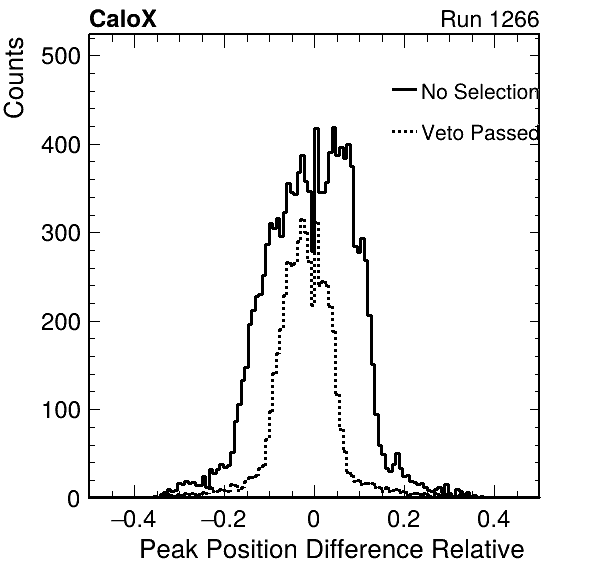 CaloX Run 1266
Counts
500
No Selection
Veto Passed
400
300
200
100
0
−0.4 −0.2 0 0.2 0.4
Peak Position Difference Relative